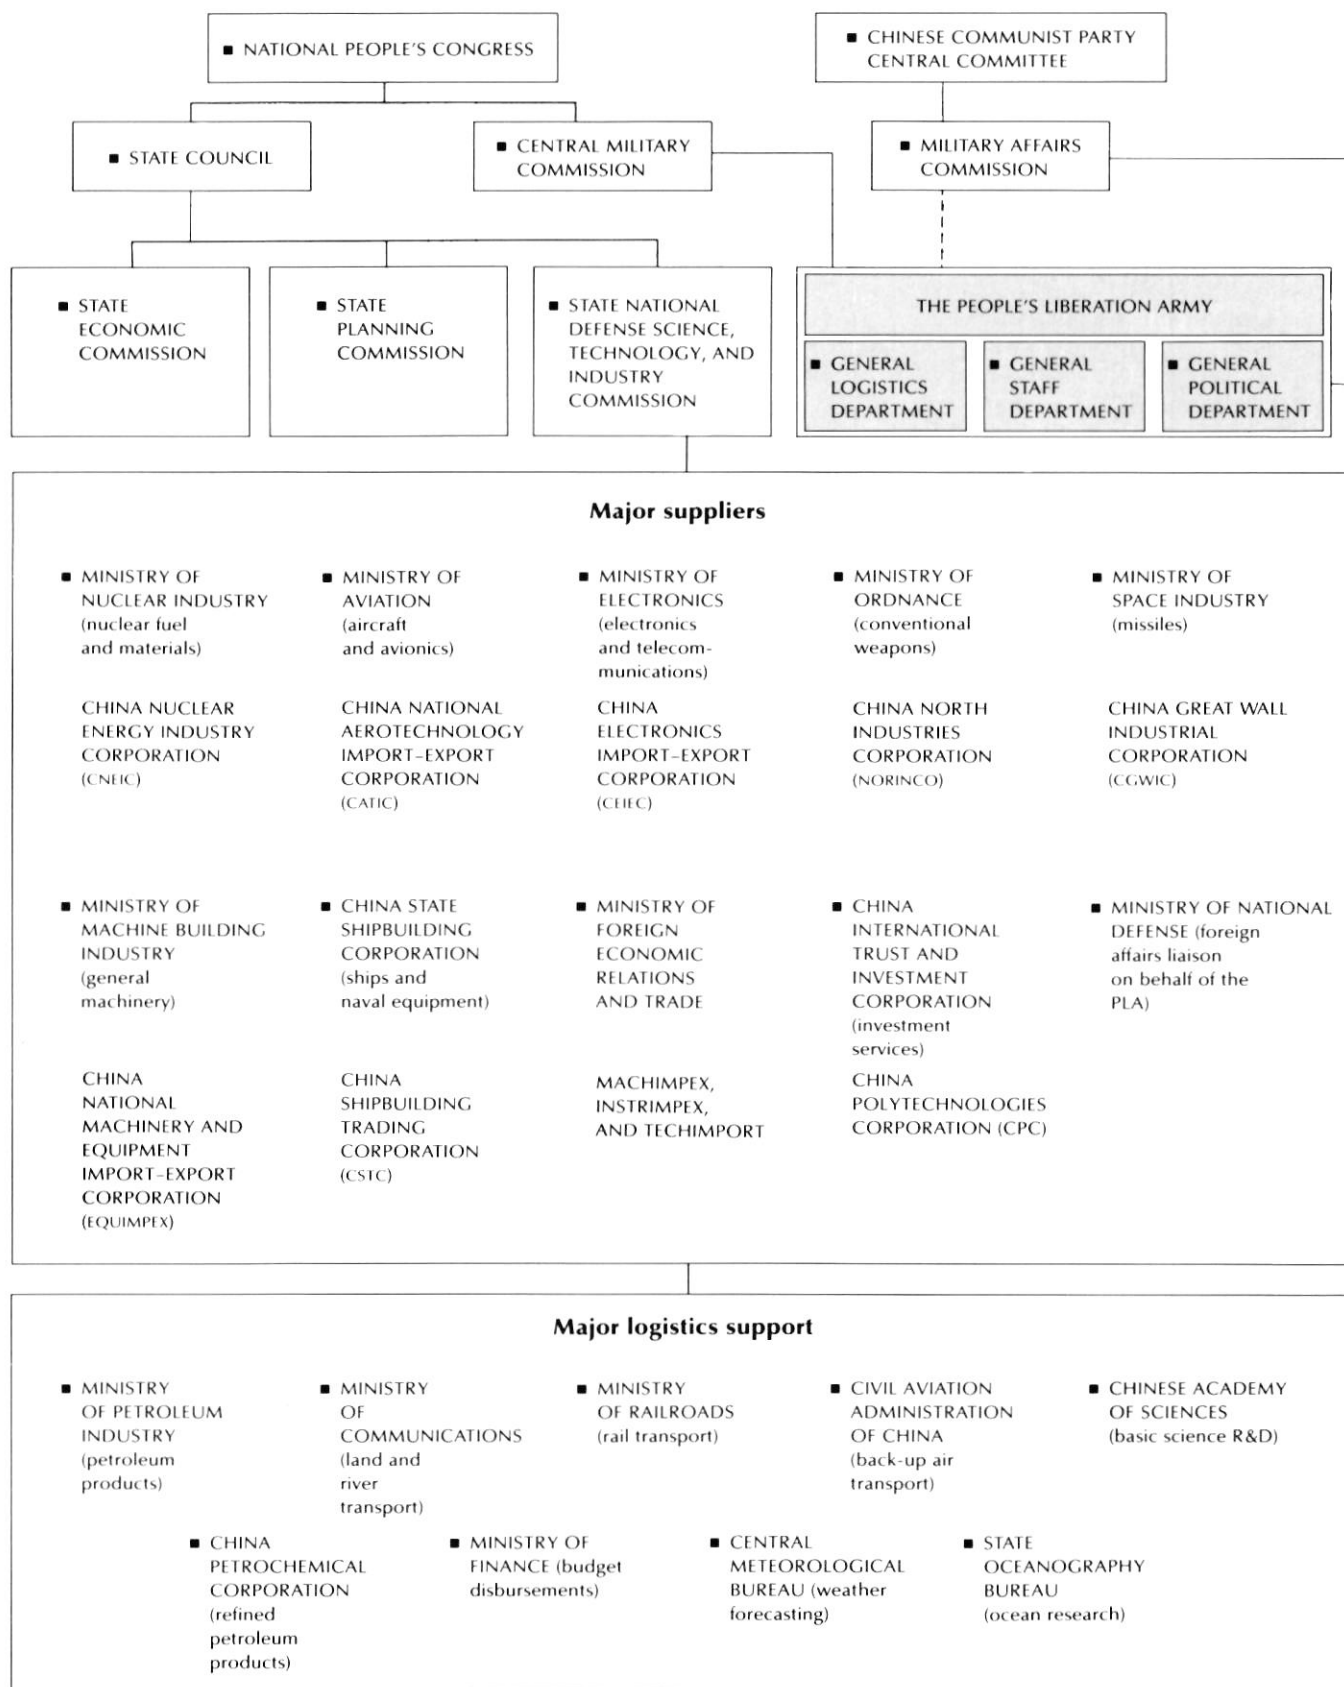 ■ NATIONAL PEOPLE'S CONGRESS
■ CHINESE COMMUNIST PARTY
CENTRAL COMMITTEE
■ STATE COUNCIL
■ CENTRAL MILITARY
COMMISSION
■ MILITARY AFFAIRS
COMMISSION
■ STATE
ECONOMIC
COMMISSION
■ STATE
PLANNING
COMMISSION
■ STATE NATIONAL
DEFENSE SCIENCE,
TECHNOLOGY, AND
INDUSTRY
COMMISSION
THE PEOPLE'S LIBERATION ARMY
■ GENERAL
LOGISTICS
DEPARTMENT
■ GENERAL
STAFF
DEPARTMENT
■ GENERAL
POLITICAL
DEPARTMENT
Major suppliers
■ MINISTRY OF
NUCLEAR INDUSTRY
(nuclear fuel
and materials)
CHINA NUCLEAR
ENERGY INDUSTRY
CORPORATION
(CNEIC)
■ MINISTRY OF
AVIATION
(aircraft
and avionics)
CHINA NATIONAL
AEROTECHNOLOGY
IMPORT–EXPORT
CORPORATION
(CATIC)
■ MINISTRY OF
ELECTRONICS
(electronics
and telecom-
munications)
CHINA
ELECTRONICS
IMPORT–EXPORT
CORPORATION
(CEIEC)
■ MINISTRY OF
ORDNANCE
(conventional
weapons)
CHINA NORTH
INDUSTRIES
CORPORATION
(NORINCO)
■ MINISTRY OF
SPACE INDUSTRY
(missiles)
CHINA GREAT WALL
INDUSTRIAL
CORPORATION
(CGWIC)
■ MINISTRY OF
MACHINE BUILDING
INDUSTRY
(general
machinery)
CHINA
NATIONAL
MACHINERY AND
EQUIPMENT
IMPORT–EXPORT
CORPORATION
(EQUIMPEX)
■ CHINA STATE
SHIPBUILDING
CORPORATION
(ships and
naval equipment)
CHINA
SHIPBUILDING
TRADING
CORPORATION
(CSTC)
■ MINISTRY OF
FOREIGN
ECONOMIC
RELATIONS
AND TRADE
MACHIMPEX,
INSTRIMPEX,
AND TECHIMPORT
■ CHINA
INTERNATIONAL
TRUST AND
INVESTMENT
CORPORATION
(investment
services)
CHINA
POLYTECHNOLOGIES
CORPORATION (CPC)
■ MINISTRY OF NATIONAL
DEFENSE (foreign
affairs liaison
on behalf of the
PLA)
Major logistics support
■ MINISTRY
OF PETROLEUM
INDUSTRY
(petroleum
products)
■ MINISTRY
OF
COMMUNICATIONS
(land and
river
transport)
■ MINISTRY
OF RAILROADS
(rail transport)
■ CIVIL AVIATION
ADMINISTRATION
OF CHINA
(back-up air
transport)
■ CHINESE ACADEMY
OF SCIENCES
(basic science R&D)
■ CHINA
PETROCHEMICAL
CORPORATION
(refined
petroleum
products)
■ MINISTRY OF
FINANCE (budget
disbursements)
■ CENTRAL
METEOROLOGICAL
BUREAU (weather
forecasting)
■ STATE
OCEANOGRAPHY
BUREAU
(ocean research)